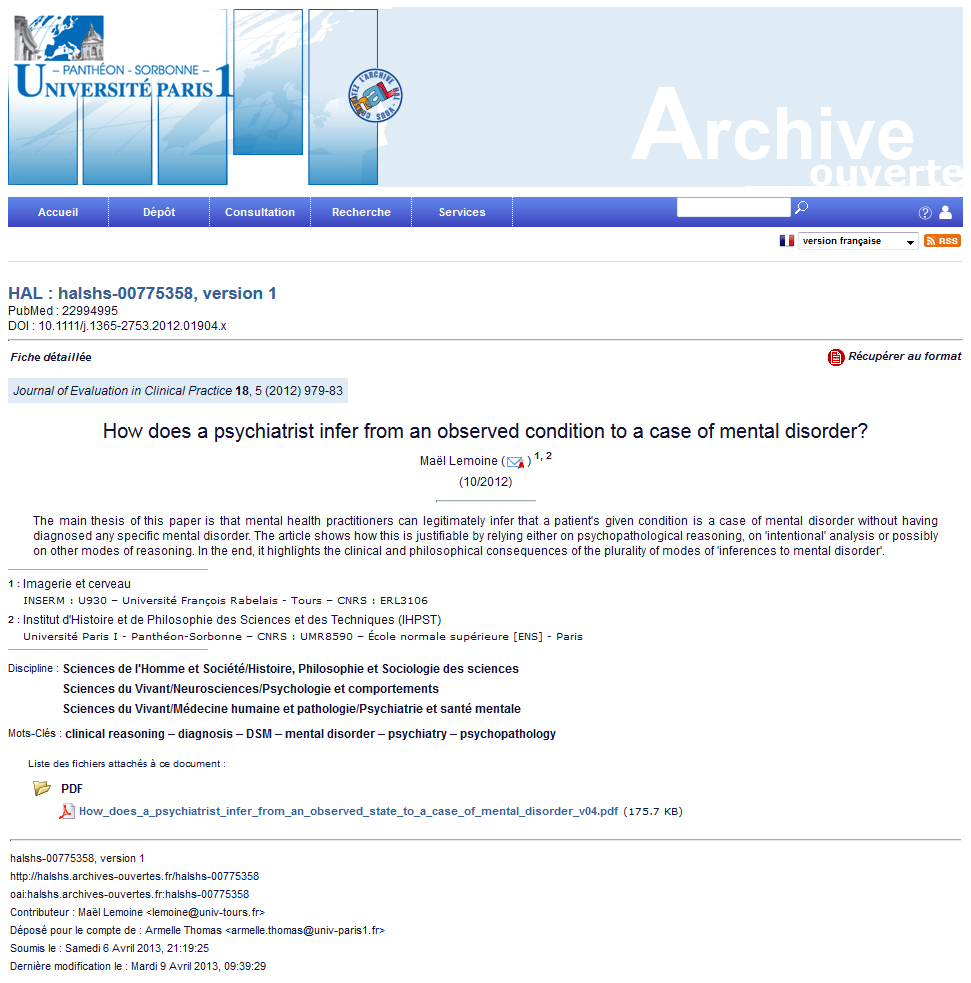 – PANTHÉON - SORBONNE –
UNIVERSITÉ PARIS 1
CONSULTEZ L'ARCHIVE HAL - VOUS
HAL
Archive
ouverte
Accueil Dépôt Consultation Recherche Services
?
version française RSS
HAL : halshs-00775358, version 1
PubMed : 22994995
DOI : 10.1111/j.1365-2753.2012.01904.x
Fiche détaillée Récupérer au format
Journal of Evaluation in Clinical Practice 18, 5 (2012) 979-83
How does a psychiatrist infer from an observed condition to a case of mental disorder?
Maël Lemoine ( ) 1, 2
(10/2012)
The main thesis of this paper is that mental health practitioners can legitimately infer that a patient's given condition is a case of mental disorder without having
diagnosed any specific mental disorder. The article shows how this is justifiable by relying either on psychopathological reasoning, on 'intentional' analysis or possibly
on other modes of reasoning. In the end, it highlights the clinical and philosophical consequences of the plurality of modes of 'inferences to mental disorder'.
1 : Imagerie et cerveau
INSERM : U930 – Université François Rabelais - Tours – CNRS : ERL3106
2 : Institut d'Histoire et de Philosophie des Sciences et des Techniques (IHPST)
Université Paris I - Panthéon-Sorbonne – CNRS : UMR8590 – École normale supérieure [ENS] - Paris
Discipline : Sciences de l'Homme et Société/Histoire, Philosophie et Sociologie des sciences
Sciences du Vivant/Neurosciences/Psychologie et comportements
Sciences du Vivant/Médecine humaine et pathologie/Psychiatrie et santé mentale
Mots-Clés : clinical reasoning – diagnosis – DSM – mental disorder – psychiatry – psychopathology
Liste des fichiers attachés à ce document :
PDF
How_does_a_psychiatrist_infer_from_an_observed_state_to_a_case_of_mental_disorder_v04.pdf (175.7 KB)
halshs-00775358, version 1
http://halshs.archives-ouvertes.fr/halshs-00775358
oai:halshs.archives-ouvertes.fr:halshs-00775358
Contributeur : Maël Lemoine <lemoine@univ-tours.fr>
Déposé pour le compte de : Armelle Thomas <armelle.thomas@univ-paris1.fr>
Soumis le : Samedi 6 Avril 2013, 21:19:25
Dernière modification le : Mardi 9 Avril 2013, 09:39:29